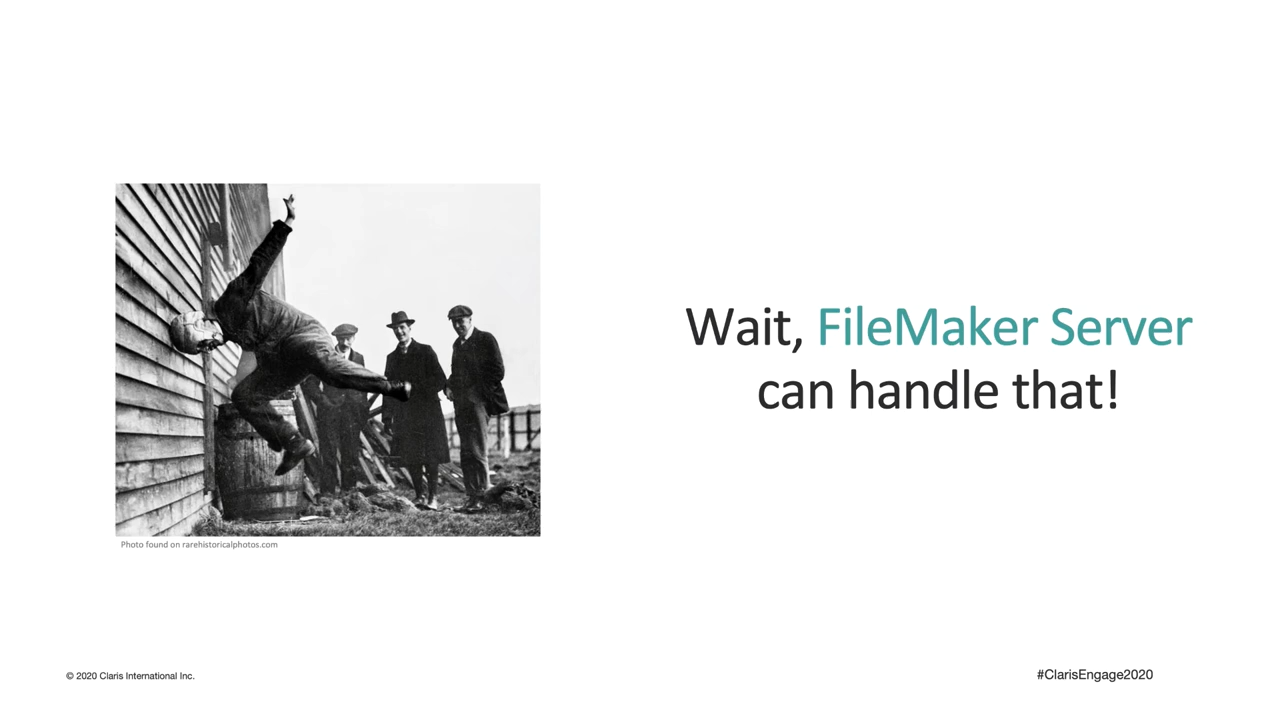 Wait, FileMaker Server
can handle that!
Photo found on rarehistoricalphotos.com
© 2020 Claris International Inc.
#ClarisEngage2020